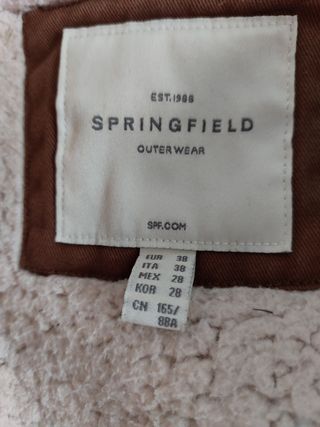 EST.1988
SPRINGFIELD
OUTERWEAR
SPF.COM
EUR 38
ITA 38
MEX 28
KOR 28
CN 165/
88A